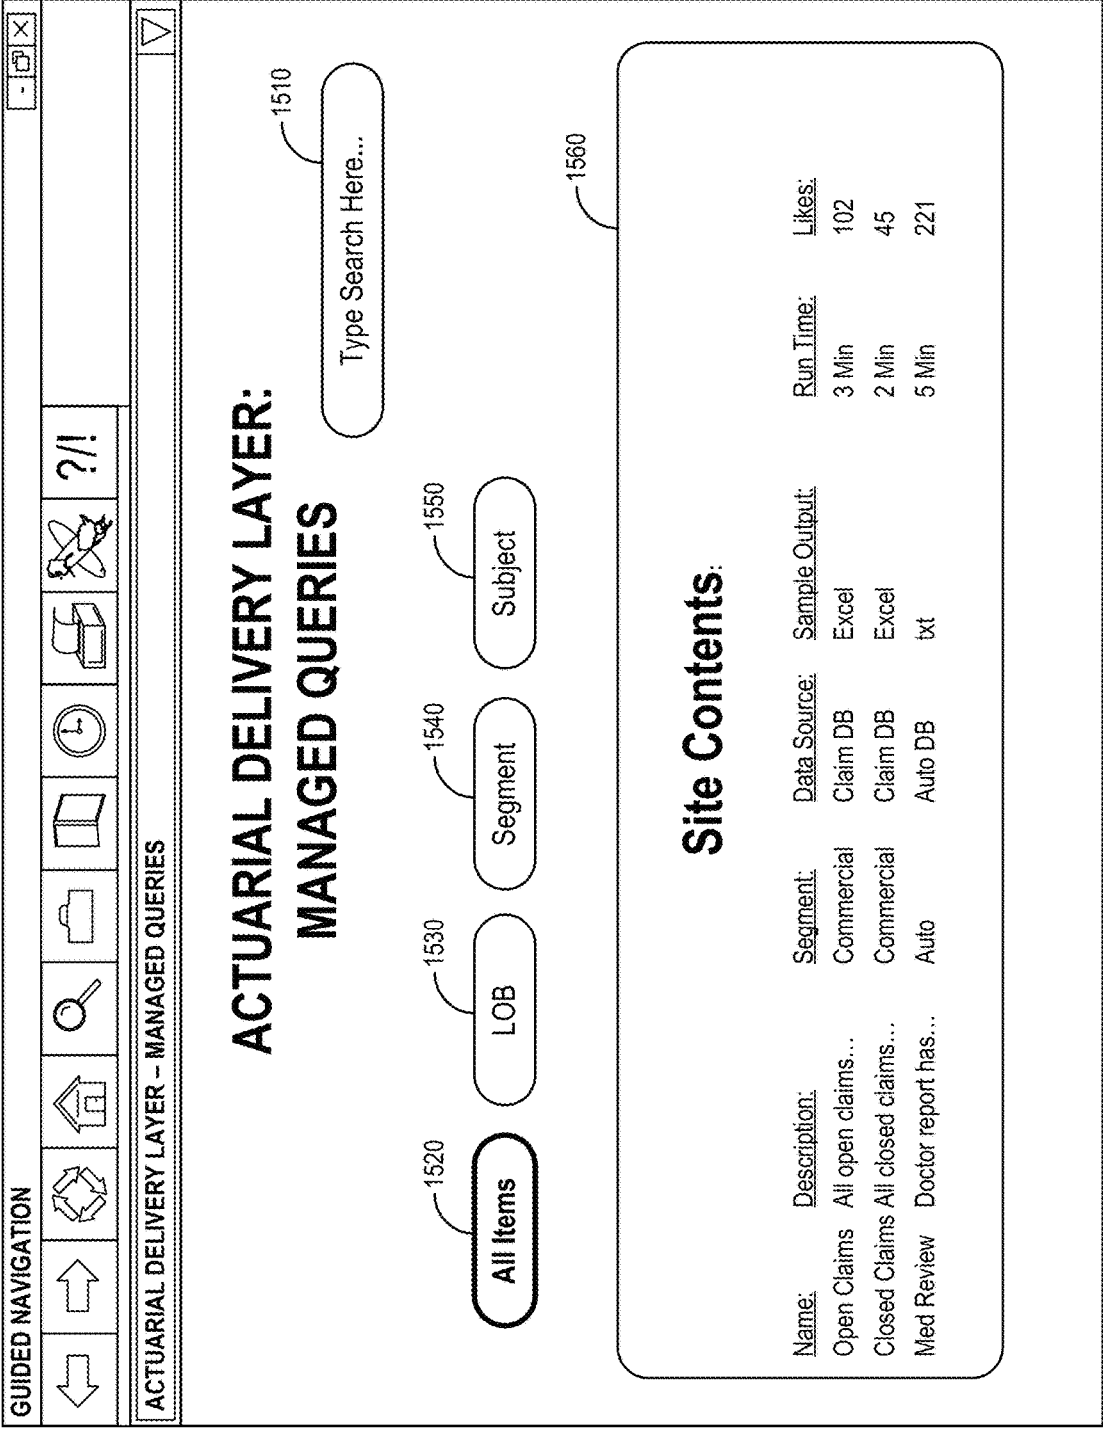 GUIDED NAVIGATION
- X
?/!
ACTUARIAL DELIVERY LAYER – MANAGED QUERIES
ACTUARIAL DELIVERY LAYER:
MANAGED QUERIES
1510
Type Search Here...
1520 1530 1540 1550
All Items LOB Segment Subject
1560
Site Contents:
Name: Description: Segment: Data Source: Sample Output: Run Time: Likes:
Open Claims All open claims... Commercial Claim DB Excel 3 Min 102
Closed Claims All closed claims... Commercial Claim DB Excel 2 Min 45
Med Review Doctor report has... Auto Auto DB txt 5 Min 221